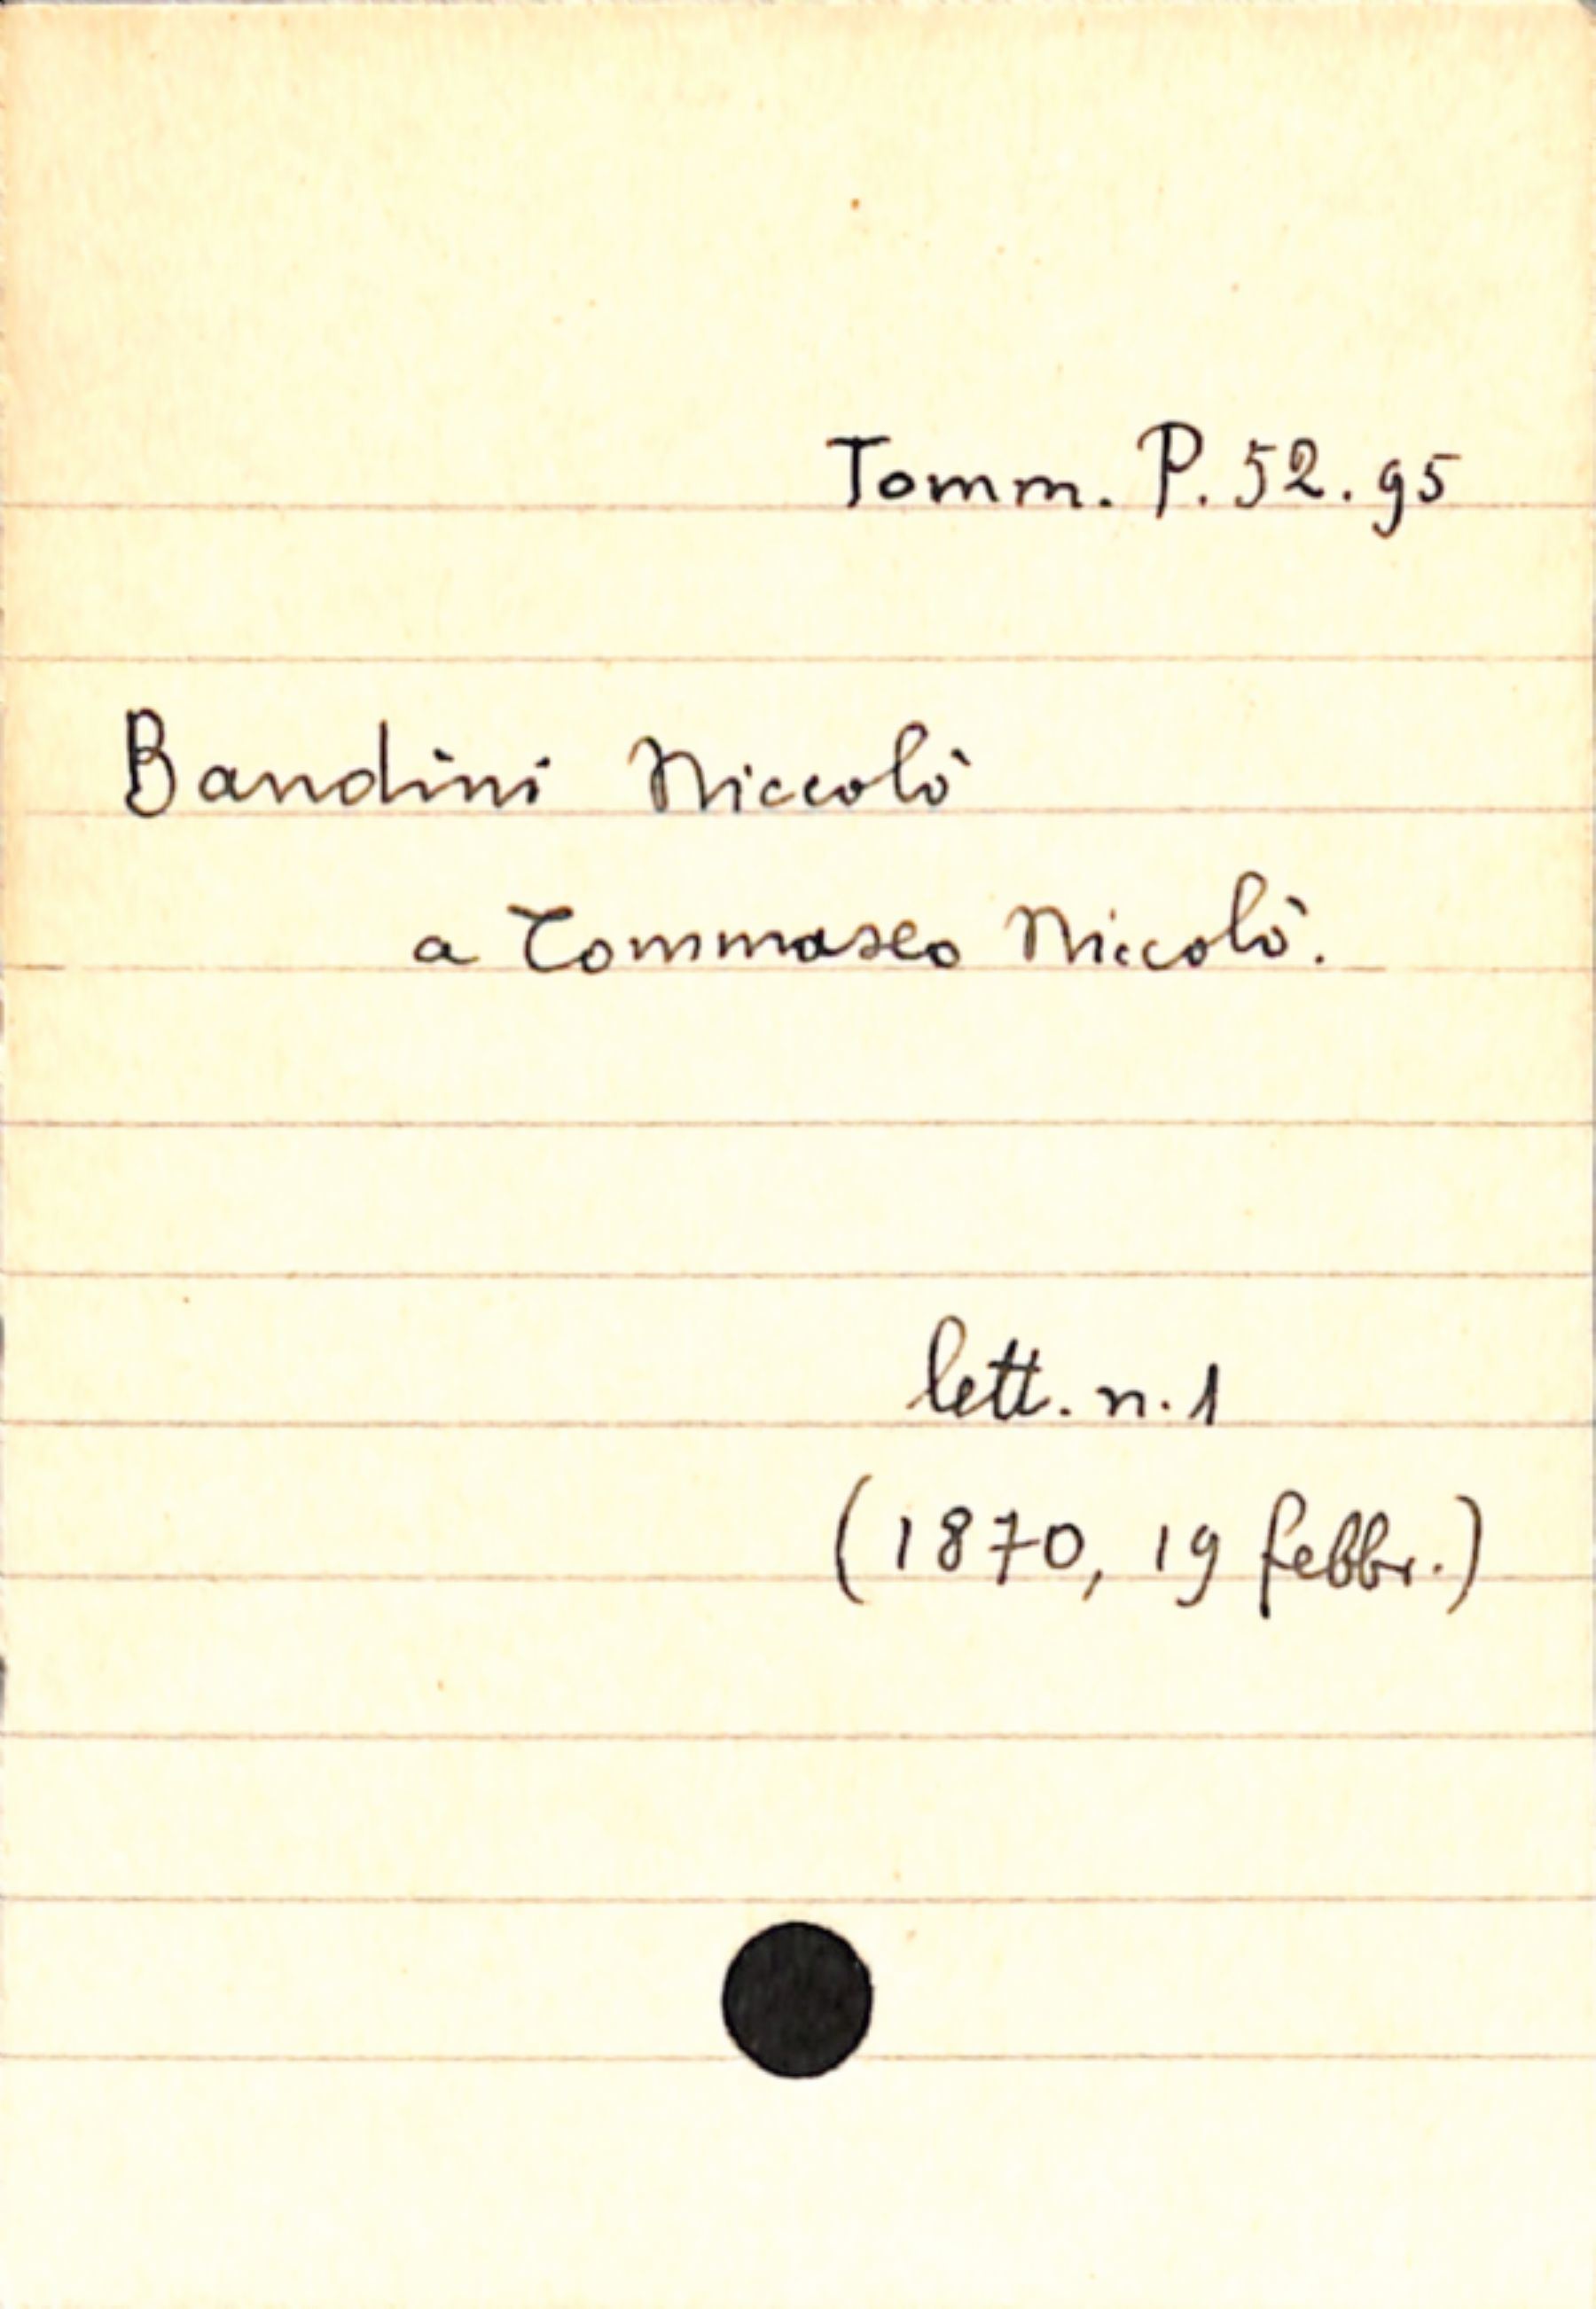 Tomm. P. 52. 95
Bandini Niccolò
a Tommaseo Niccolò.
lett. n. 1
(1870, 19 febbr.)